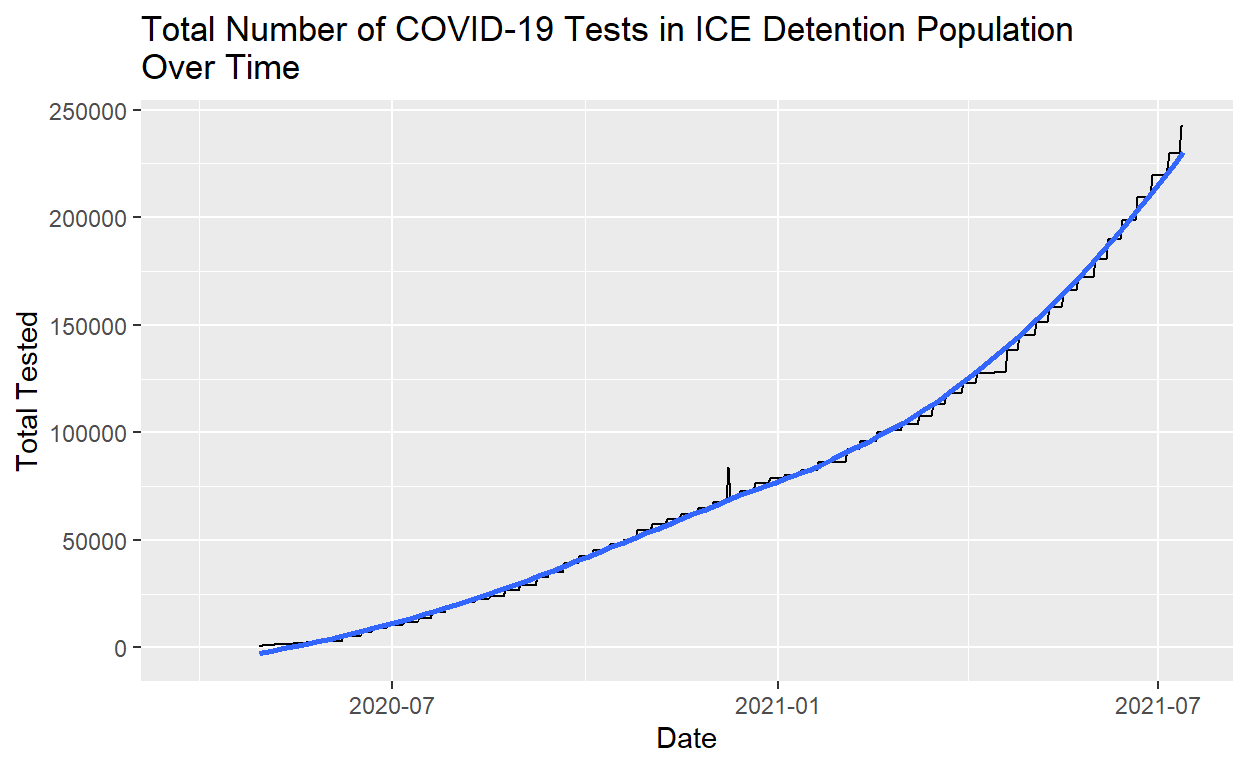 Total Number of COVID-19 Tests in ICE Detention Population
Over Time
250000
200000
150000
100000
50000
0
Total Tested
2020-07
2021-01
2021-07
Date